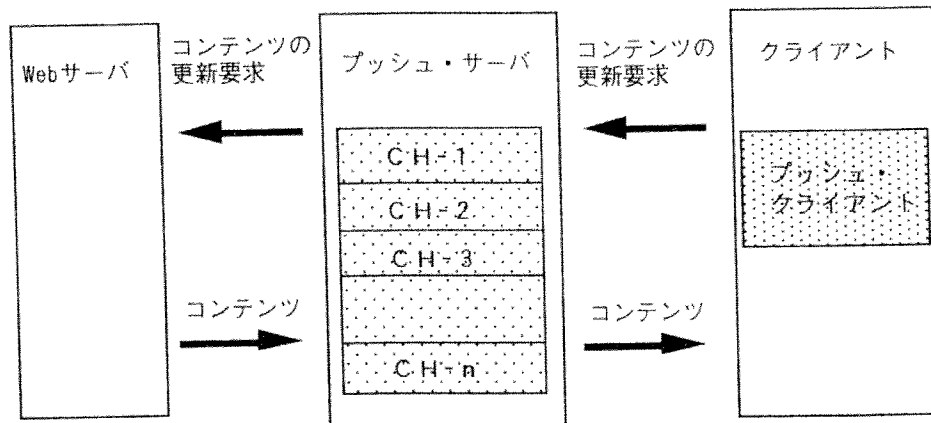 Webサーバ
コンテンツの
更新要求
プッシュ・サーバ
コンテンツの
更新要求
クライアント
CH-1
CH-2
CH-3
CH-n
プッシュ・
クライアント
コンテンツ
コンテンツ